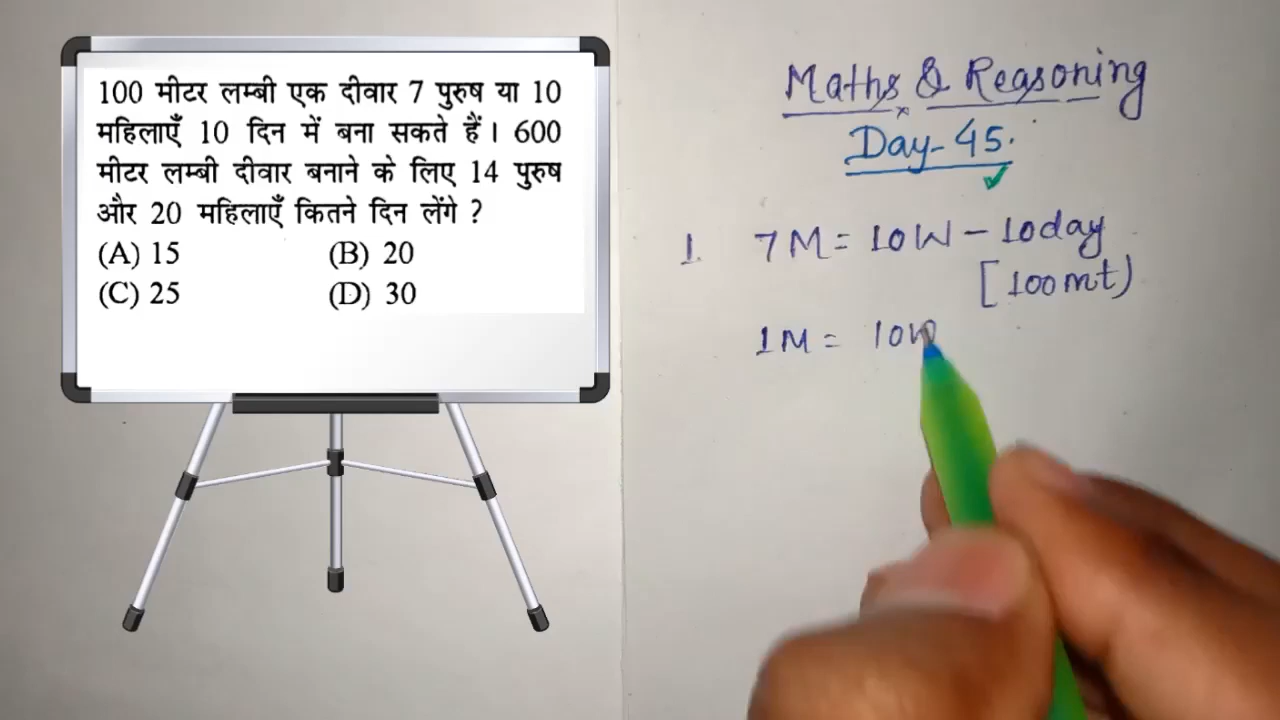 100 मीटर लम्बी एक दीवार 7 पुरुष या 10
महिलाएँ 10 दिन में बना सकते हैं। 600
मीटर लम्बी दीवार बनाने के लिए 14 पुरुष
और 20 महिलाएँ कितने दिन लेंगे ?
(A) 15 (B) 20
(C) 25 (D) 30
Maths & Reasoning
Day-45.
1. 7M = 10W - 10day
[100mt)
1M = 10W